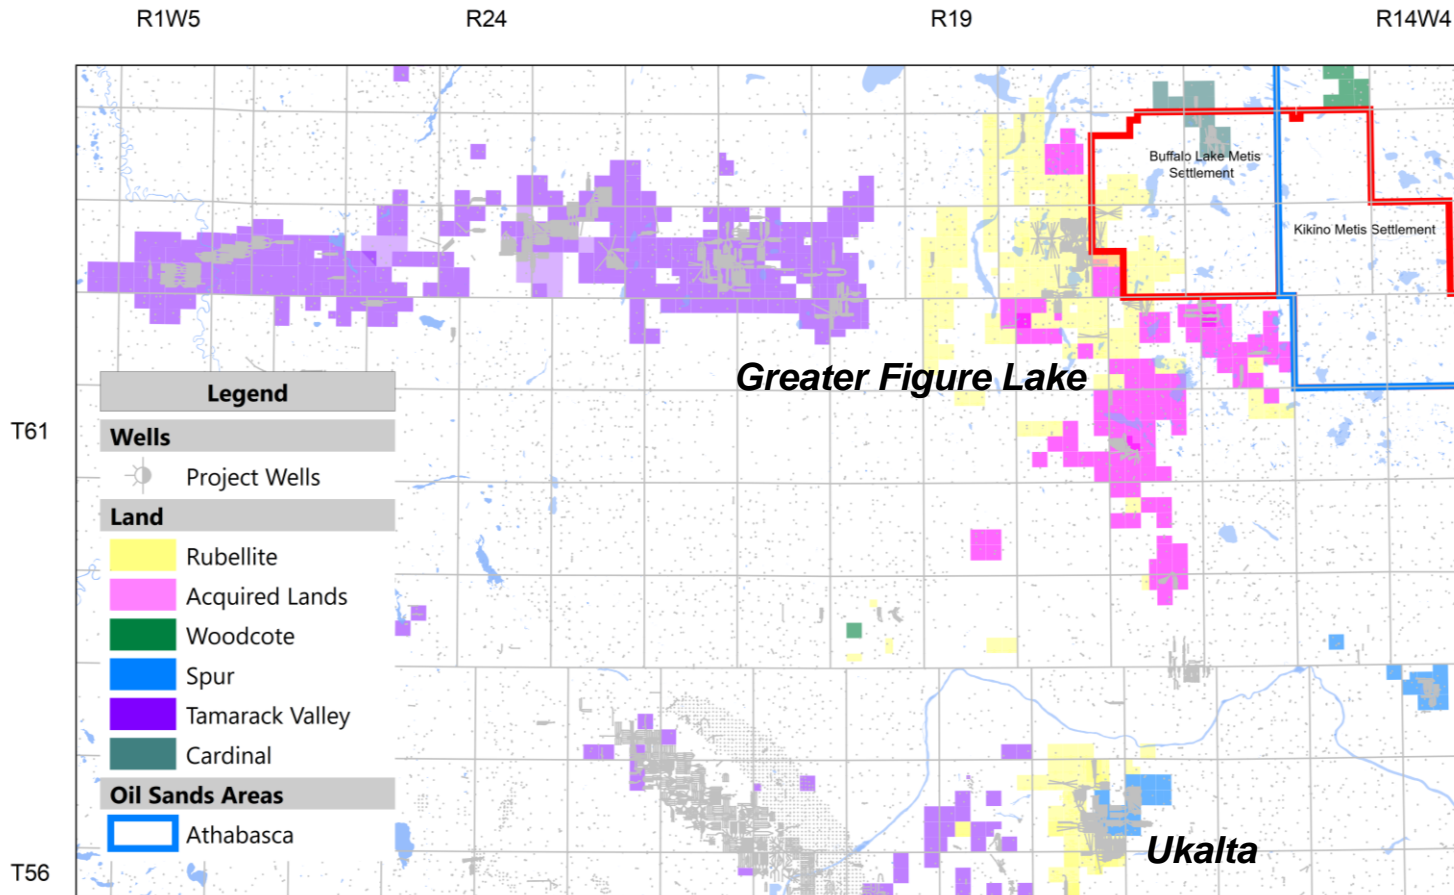 R1W5 R24 R19 R14W4
Buffalo Lake Metis
Settlement
Kikino Metis Settlement
Greater Figure Lake
T61
Legend
Wells
Project Wells
Land
Rubellite
Acquired Lands
Woodcote
Spur
Tamarack Valley
Cardinal
Oil Sands Areas
Athabasca
Ukalta
T56